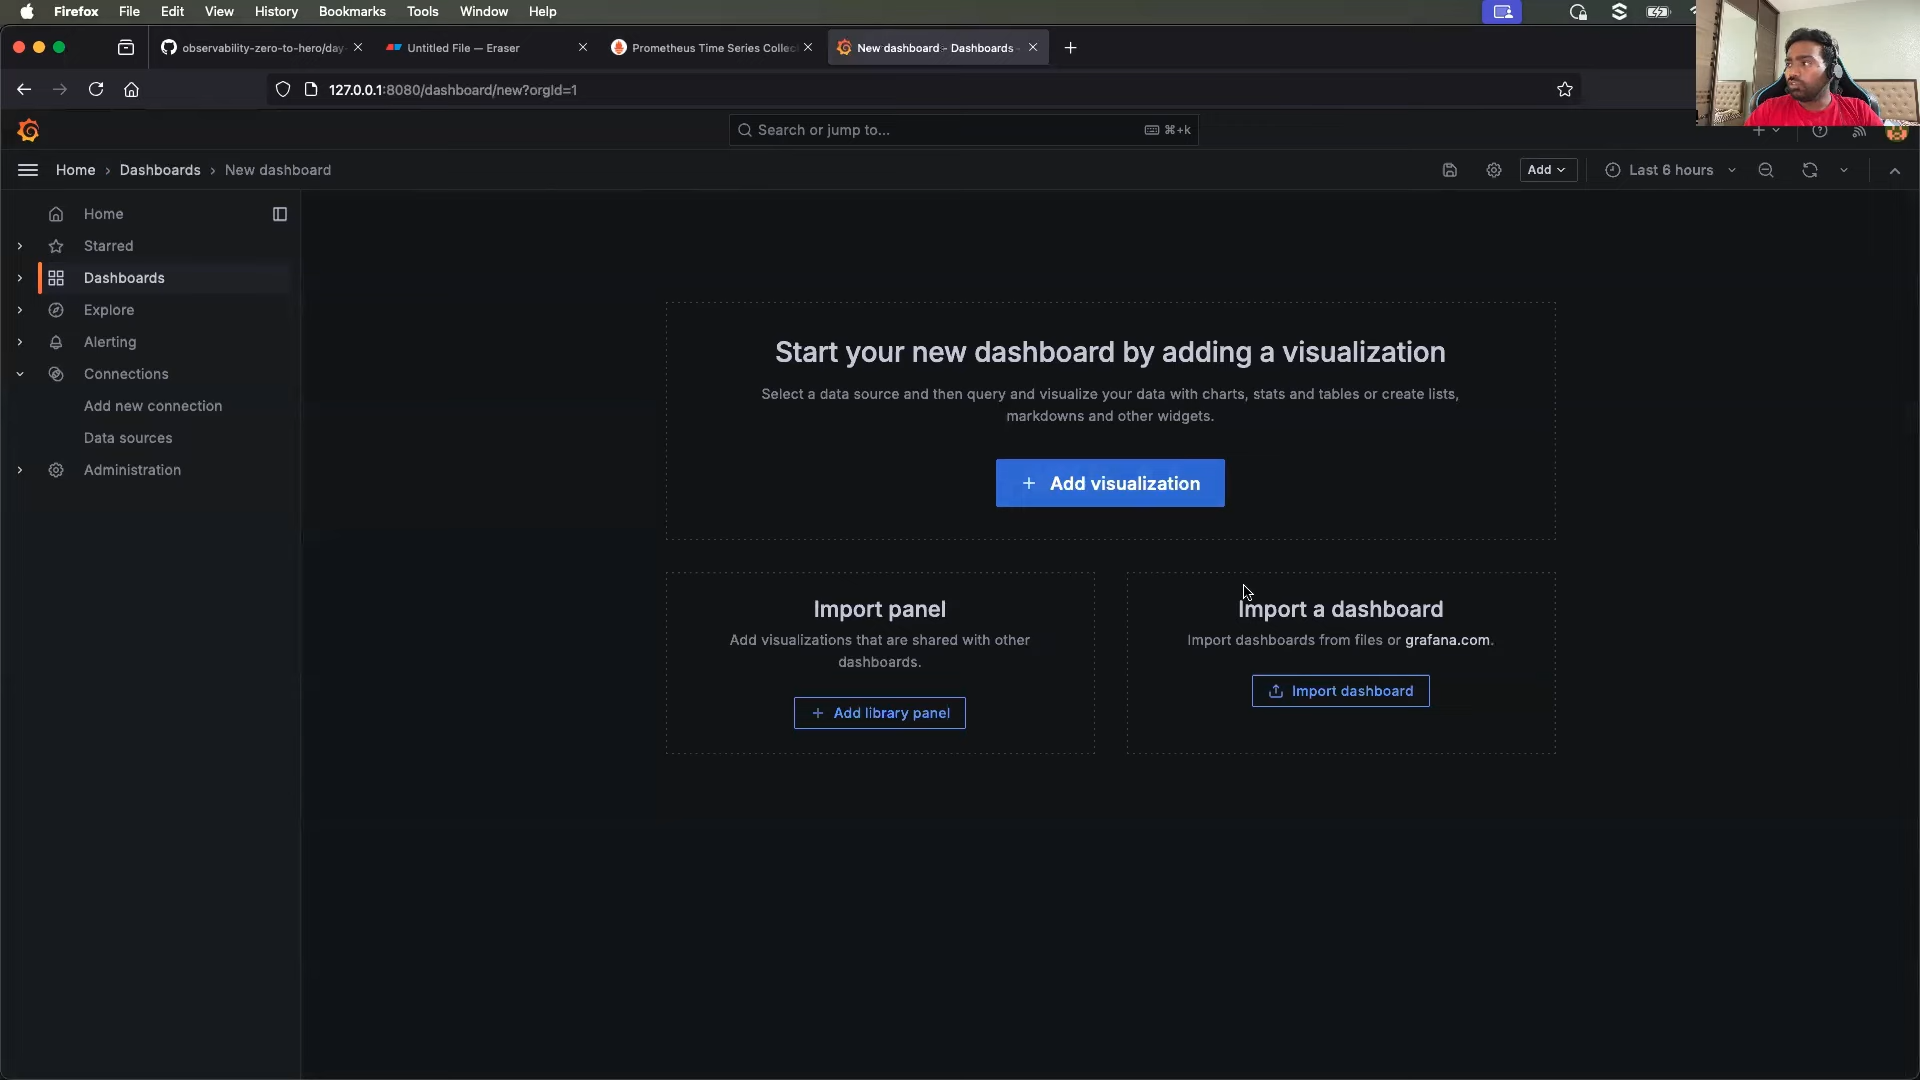 Firefox File Edit View History Bookmarks Tools Window Help
observability-zero-to-hero/day-
Untitled File — Eraser
Prometheus Time Series Collec
New dashboard - Dashboards -
127.0.0.1:8080/dashboard/new?orgId=1
Search or jump to...
⌘+k
Home › Dashboards › New dashboard
Add
Last 6 hours
Home
Starred
Dashboards
Explore
Alerting
Connections
Add new connection
Data sources
Administration
Start your new dashboard by adding a visualization
Select a data source and then query and visualize your data with charts, stats and tables or create lists,
markdowns and other widgets.
+ Add visualization
Import panel
Add visualizations that are shared with other
dashboards.
+ Add library panel
Import a dashboard
Import dashboards from files or grafana.com.
Import dashboard